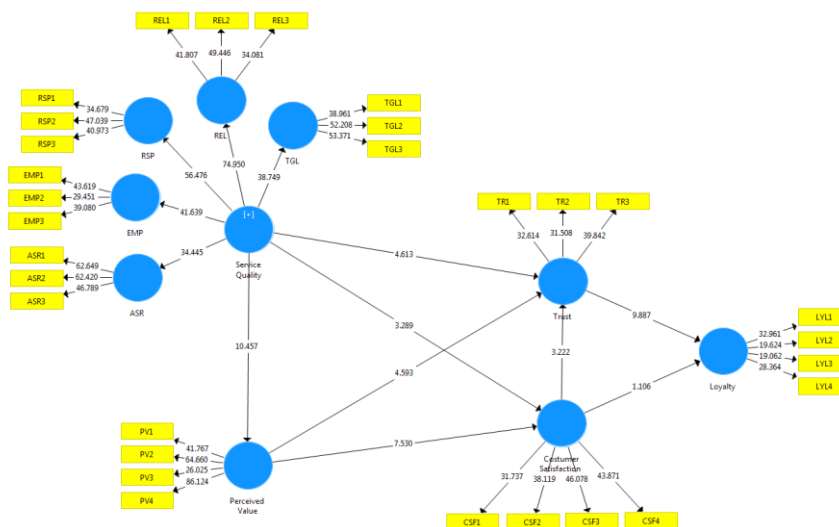 REL1
REL2
REL3
41.807
49.446
34.081
RSP1
RSP2
RSP3
34.679
47.039
40.973
RSP
REL
TGL1
TGL2
TGL3
38.961
52.208
53.371
TGL
EMP1
EMP2
EMP3
43.619
29.451
39.080
EMP
56.476
74.950
38.749
41.639
34.445
[+]
Service
Quality
ASR1
ASR2
ASR3
62.649
62.420
46.789
ASR
TR1
TR2
TR3
32.614
31.508
39.842
Trust
4.613
3.289
10.457
4.593
7.530
3.222
9.887
1.106
LYL1
LYL2
LYL3
LYL4
32.961
19.624
19.062
28.364
Loyalty
PV1
PV2
PV3
PV4
41.767
64.660
26.025
86.124
Perceived
Value
Costumer
Satisfaction
31.737
38.119
46.078
43.871
CSF1
CSF2
CSF3
CSF4